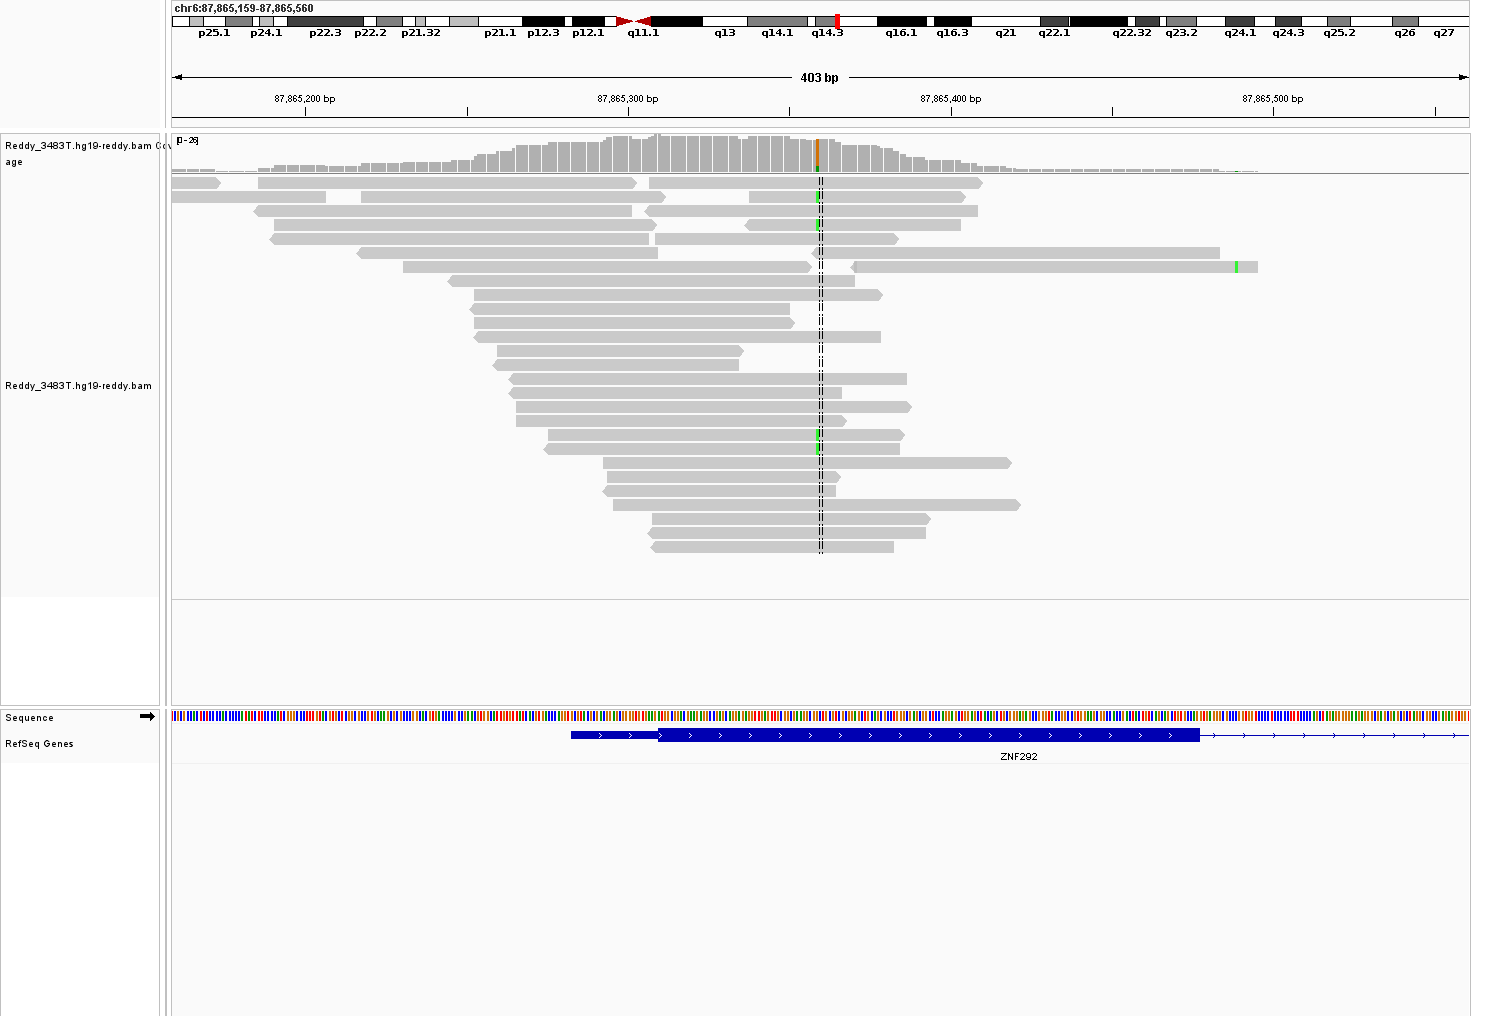 chr6:87,865,159-87,865,560
p25.1 p24.1 p22.3 p22.2 p21.32 p21.1 p12.3 p12.1 q11.1 q13 q14.1 q14.3 q16.1 q16.3 q21 q22.1 q22.32 q23.2 q24.1 q24.3 q25.2 q26 q27
403 bp
87,865,200 bp 87,865,300 bp 87,865,400 bp 87,865,500 bp
Reddy_3483T.hg19-reddy.bam Cov
age
[0-26]
Reddy_3483T.hg19-reddy.bam
Sequence
RefSeq Genes
ZNF292